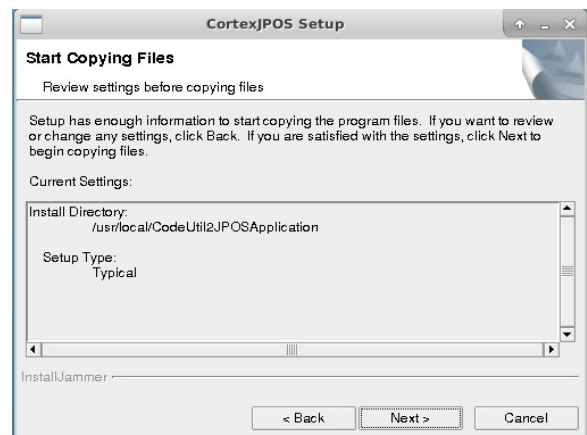 CortexJPOS Setup
Start Copying Files
Review settings before copying files
Setup has enough information to start copying the program files. If you want to review
or change any settings, click Back. If you are satisfied with the settings, click Next to
begin copying files.
Current Settings:
Install Directory:
/usr/local/CodeUtil2JPOSApplication
Setup Type:
Typical
InstallJammer
< Back
Next >
Cancel